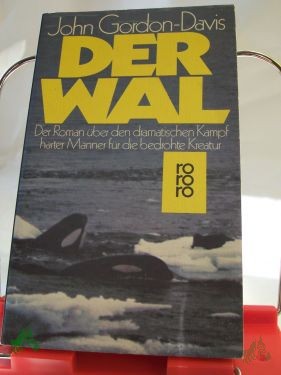 John Gordon-Davis
DER
WAL
Der Roman über den dramatischen Kampf
harter Männer für die bedrohte Kreatur
ro
ro
ro